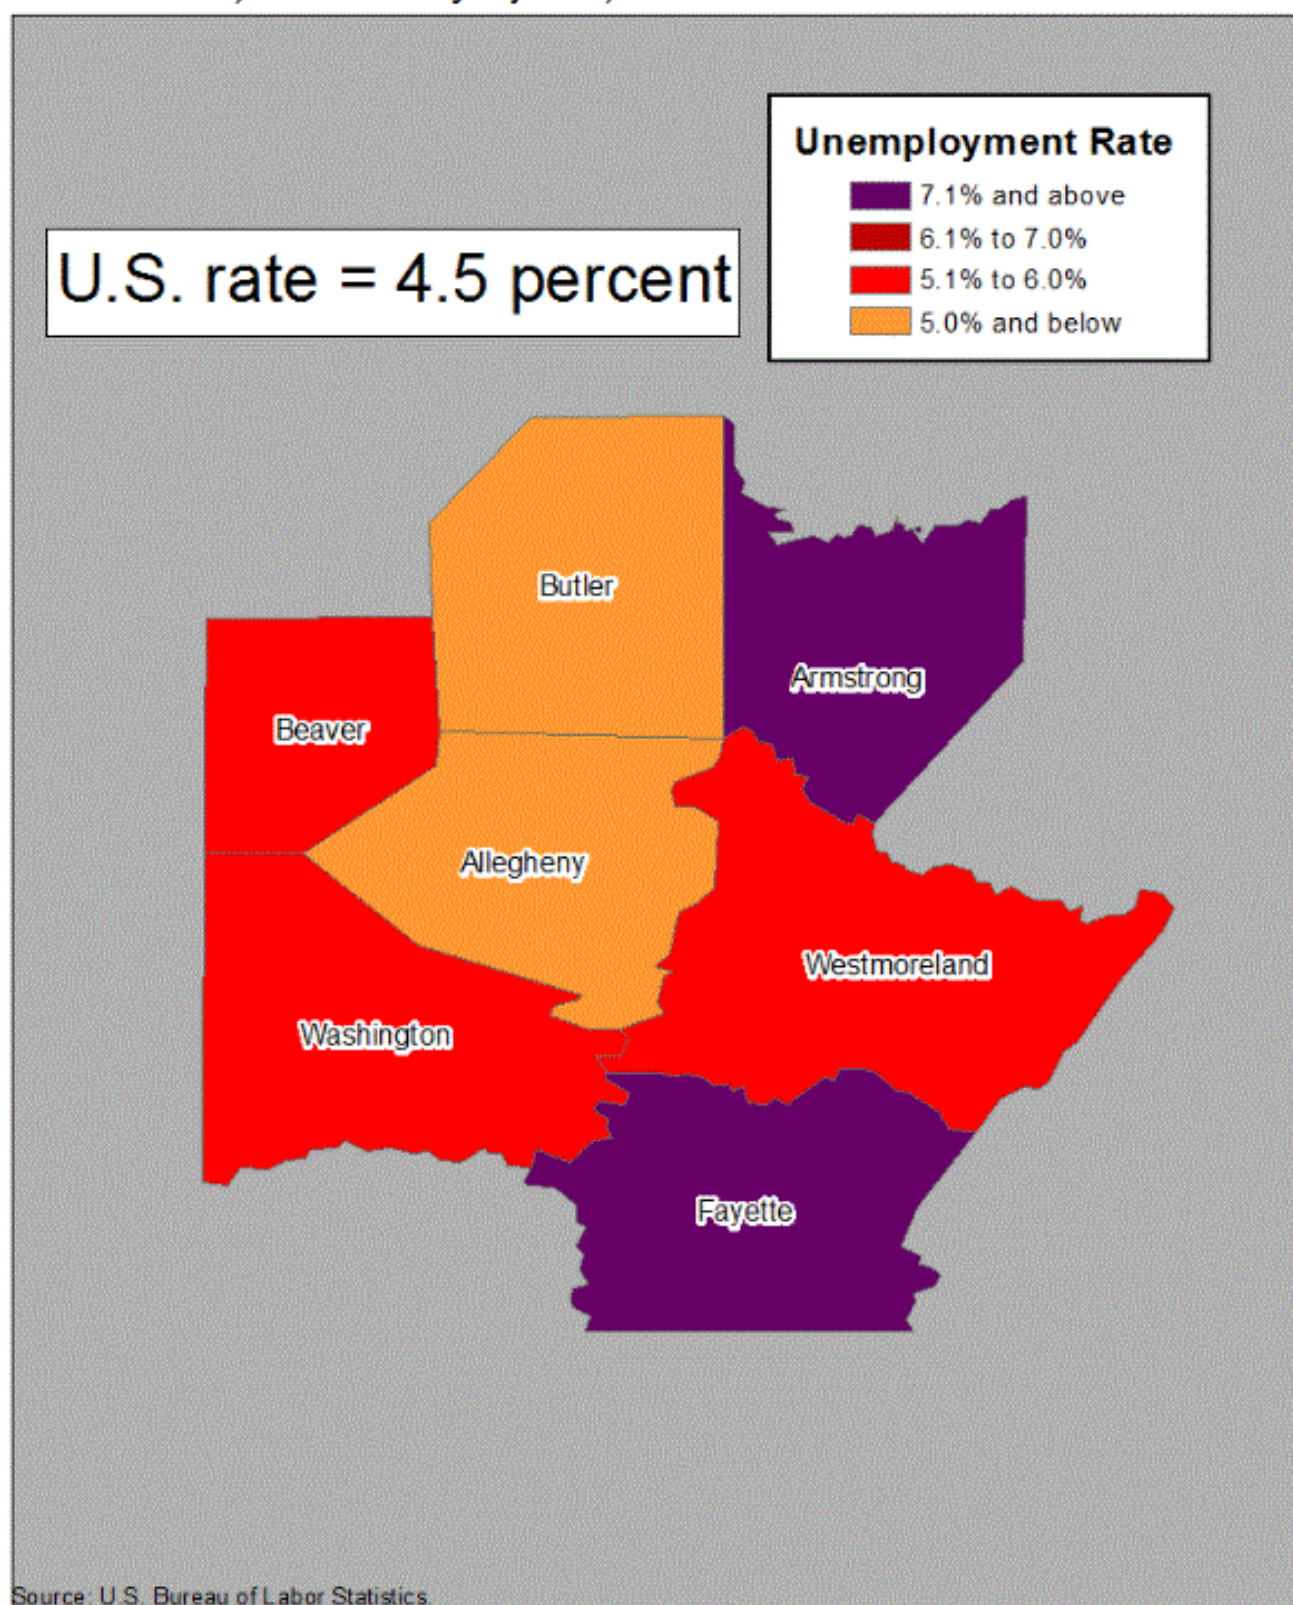 Unemployment Rate
7.1% and above
6.1% to 7.0%
5.1% to 6.0%
5.0% and below
U.S. rate = 4.5 percent
Butler
Armstrong
Beaver
Allegheny
Westmoreland
Washington
Fayette
Source: U.S. Bureau of Labor Statistics.